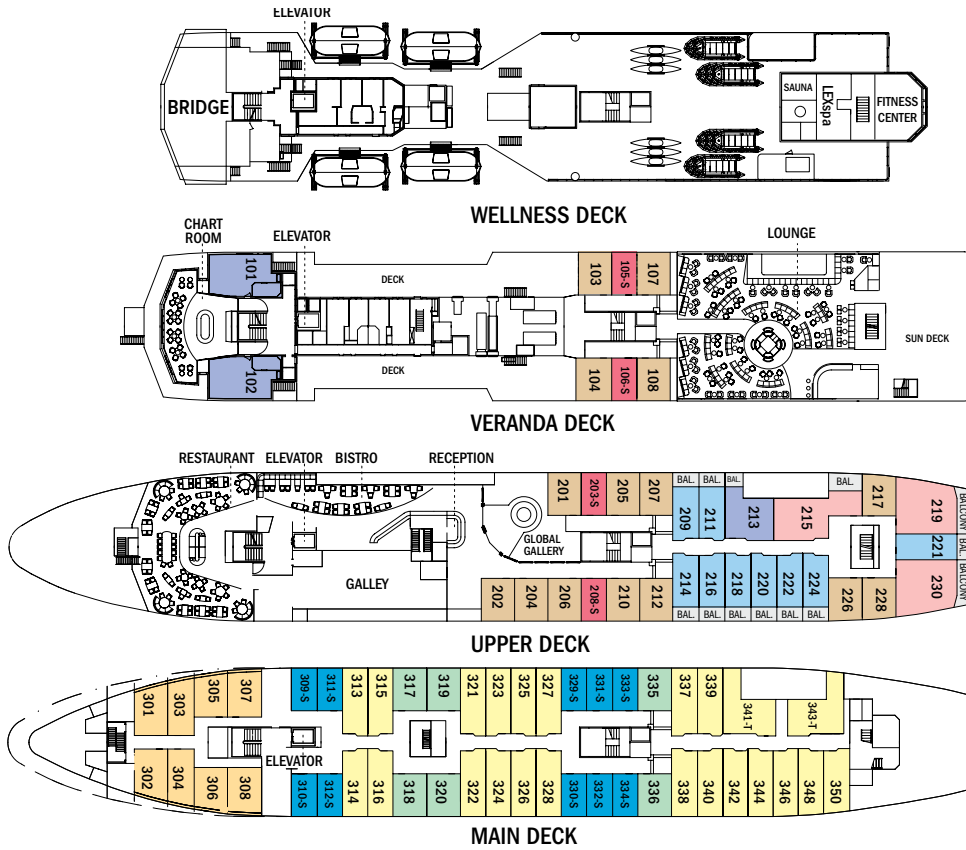 ELEVATOR
BRIDGE
SAUNA
LEXspa
FITNESS
CENTER
WELLNESS DECK
CHART
ROOM
ELEVATOR
LOUNGE
101
DECK
103
105-S
107
SUN DECK
102
DECK
104
106-S
108
VERANDA DECK
RESTAURANT
ELEVATOR
BISTRO
RECEPTION
201
203-S
205
207
BAL.
BAL.
BAL.
BAL.
209
211
213
215
217
219
BALCONY
GLOBAL
GALLERY
221
BAL.
GALLEY
202
204
206
208-S
210
212
214
216
218
220
222
224
226
228
230
BALCONY
BAL.
BAL.
BAL.
BAL.
BAL.
BAL.
UPPER DECK
301
303
305
307
309-S
311-S
313
315
317
319
321
323
325
327
329-S
331-S
333-S
335
337
339
341-T
343-T
ELEVATOR
302
304
306
308
310-S
312-S
314
316
318
320
322
324
326
328
330-S
332-S
334-S
336
338
340
342
344
346
348
350
MAIN DECK